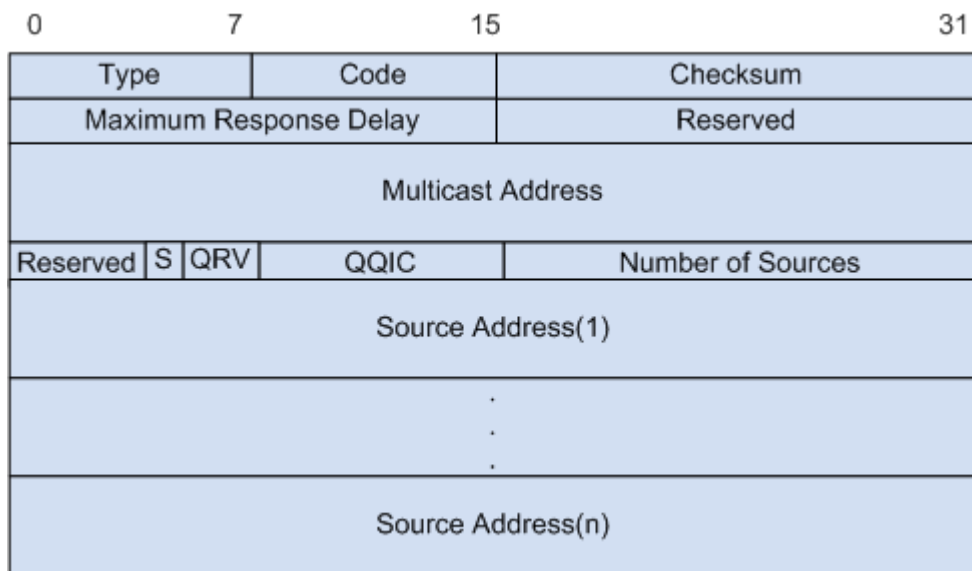 0 7 15 31
Type Code Checksum
Maximum Response Delay Reserved
Multicast Address
Reserved S QRV QQIC Number of Sources
Source Address(1)
.
.
.
Source Address(n)